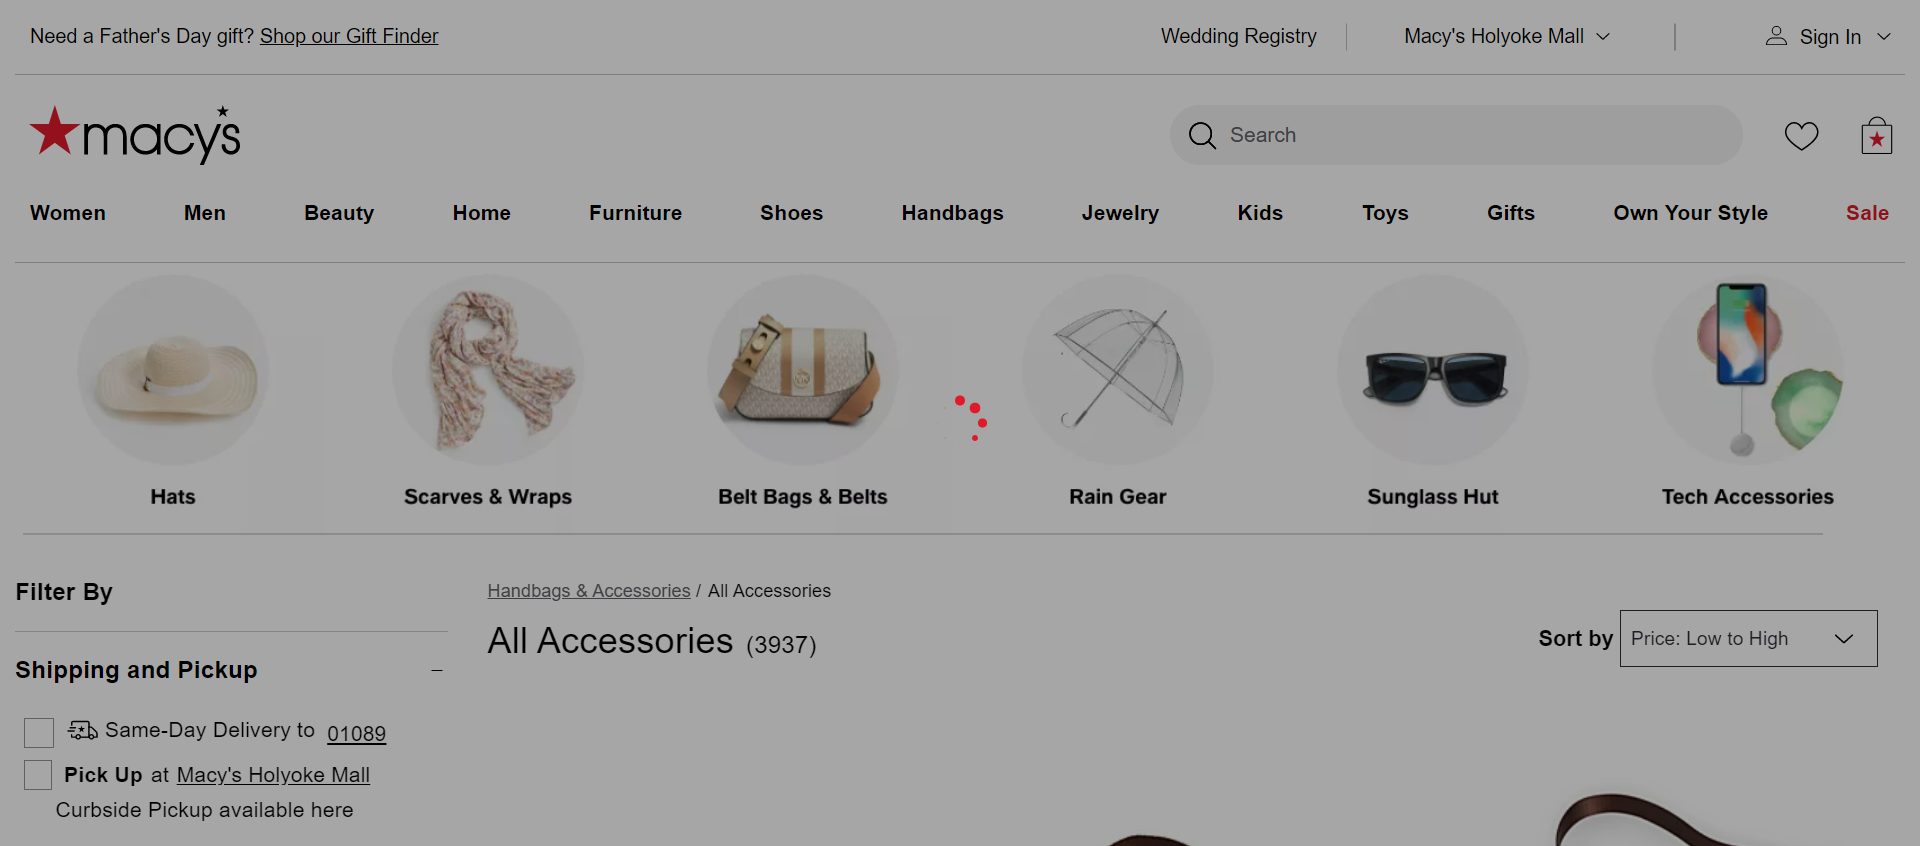 Need a Father's Day gift? Shop our Gift Finder
Wedding Registry
Macy's Holyoke Mall
Sign In
macy's
Search
Women
Men
Beauty
Home
Furniture
Shoes
Handbags
Jewelry
Kids
Toys
Gifts
Own Your Style
Sale
Hats
Scarves & Wraps
Belt Bags & Belts
Rain Gear
Sunglass Hut
Tech Accessories
Filter By
Handbags & Accessories / All Accessories
All Accessories (3937)
Sort by Price: Low to High
Shipping and Pickup
Same-Day Delivery to 01089
Pick Up at Macy's Holyoke Mall
Curbside Pickup available here